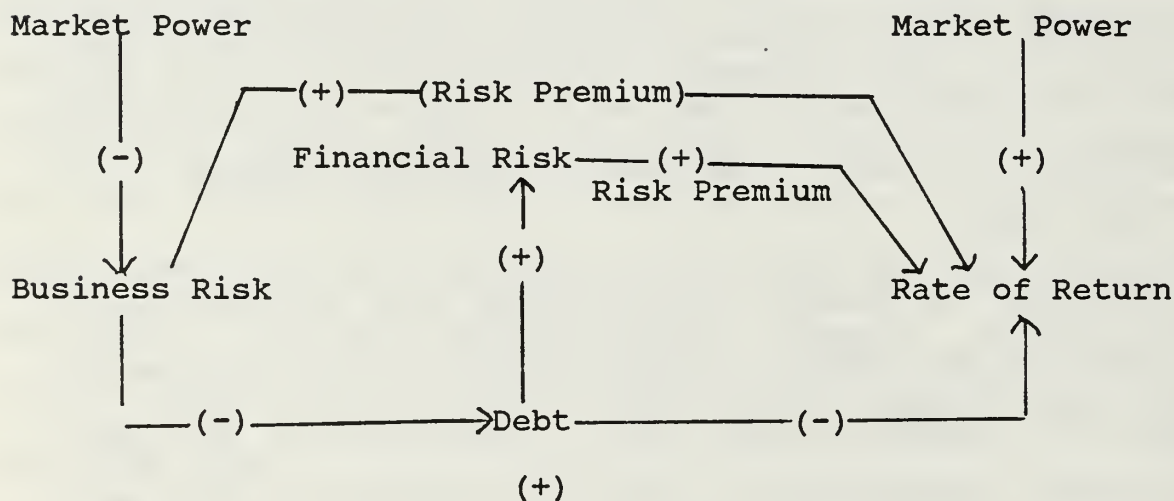 Market Power Market Power
(+) (Risk Premium)
(-) Financial Risk (+) (+)
Risk Premium
(+)
Business Risk Rate of Return
(-) Debt (-)
(+)